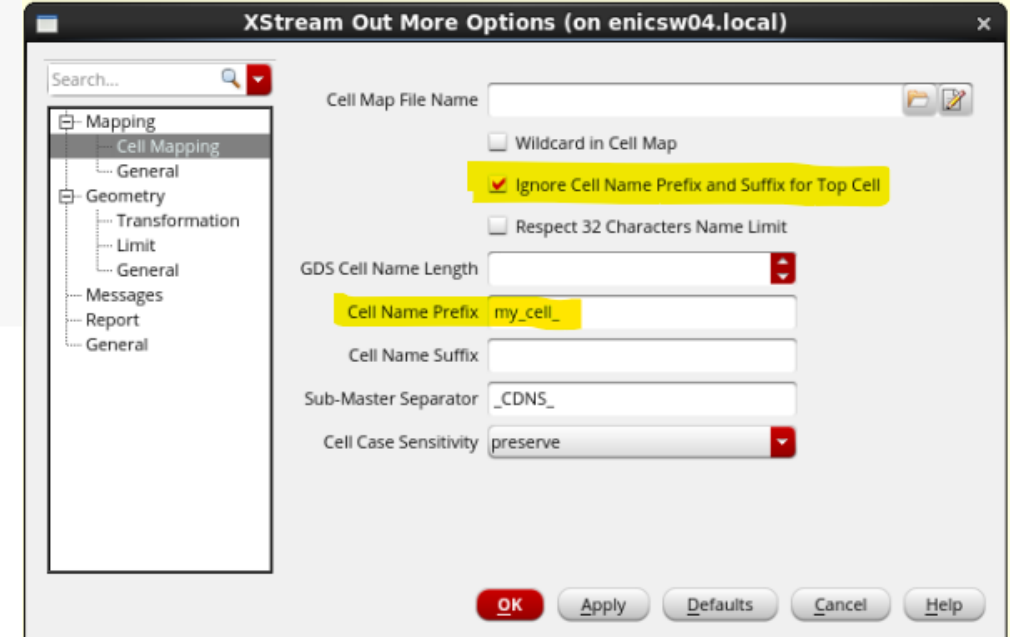 XStream Out More Options (on enicsw04.local)
Search...
Mapping
Cell Mapping
General
Geometry
Transformation
Limit
General
Messages
Report
General
Cell Map File Name
Wildcard in Cell Map
Ignore Cell Name Prefix and Suffix for Top Cell
Respect 32 Characters Name Limit
GDS Cell Name Length
Cell Name Prefix my_cell_
Cell Name Suffix
Sub-Master Separator _CDNS_
Cell Case Sensitivity preserve
OK Apply Defaults Cancel Help